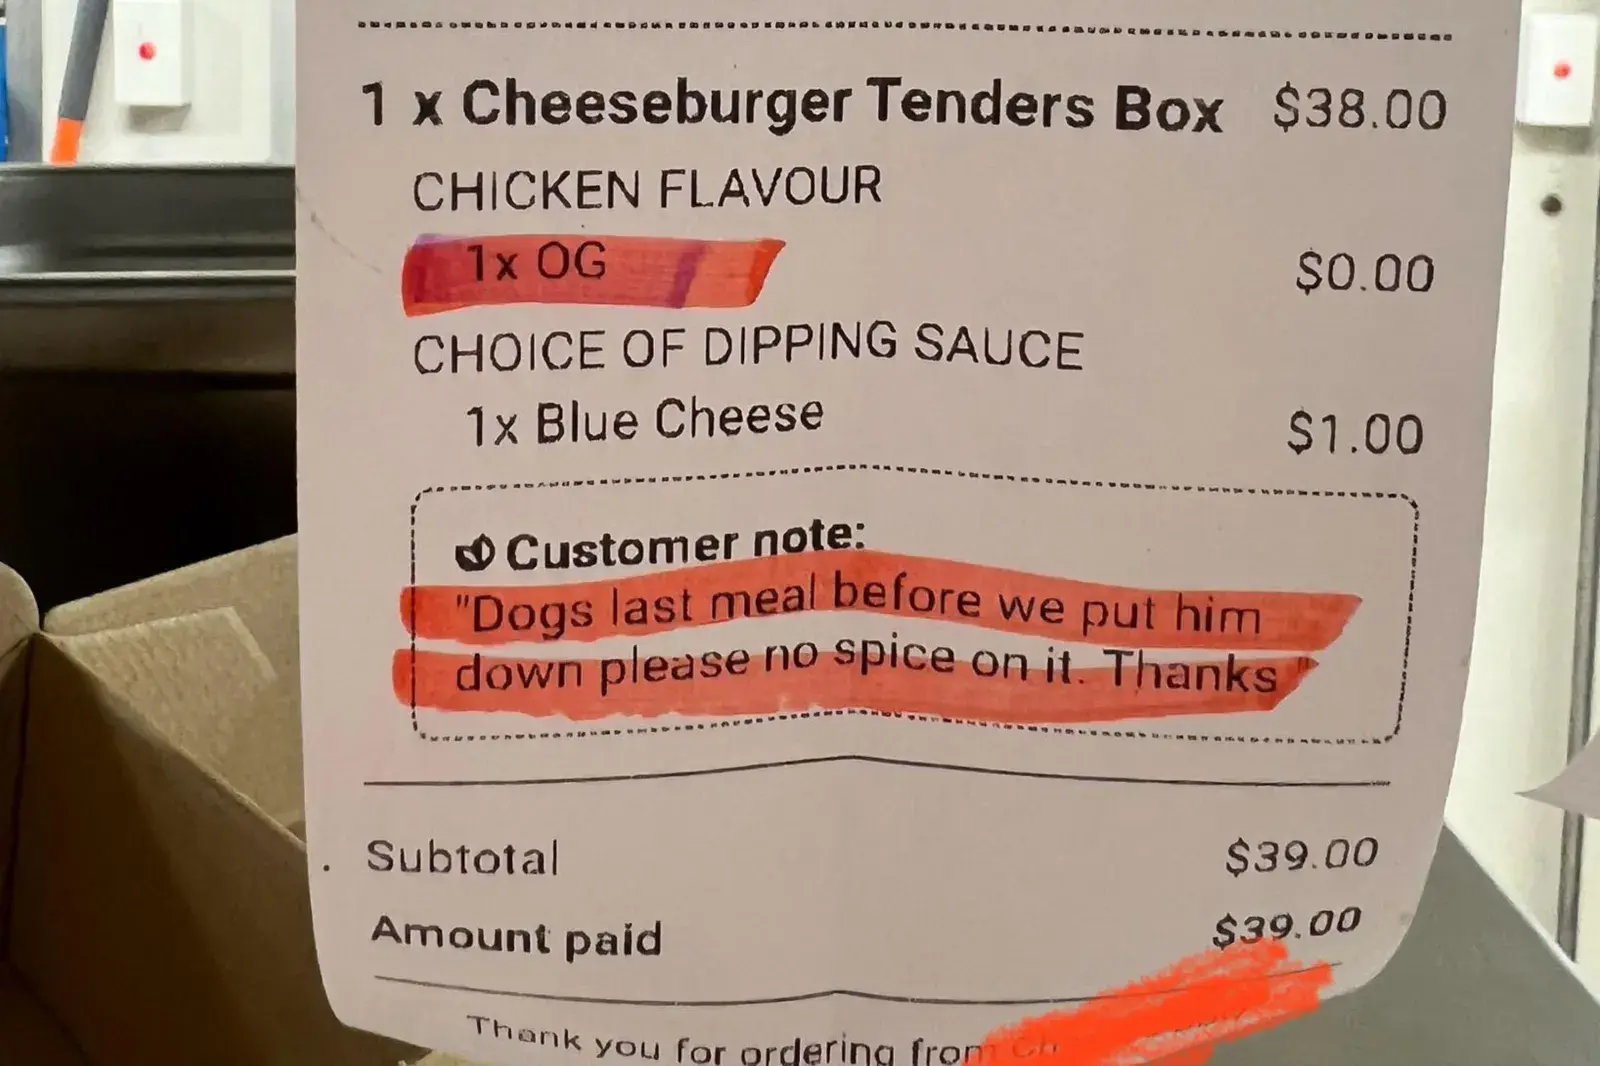 1 x Cheeseburger Tenders Box $38.00
CHICKEN FLAVOUR
1x OG $0.00
CHOICE OF DIPPING SAUCE
1x Blue Cheese $1.00
Customer note:
"Dogs last meal before we put him
down please no spice on it. Thanks"
Subtotal $39.00
Amount paid $39.00
Thank you for ordering from